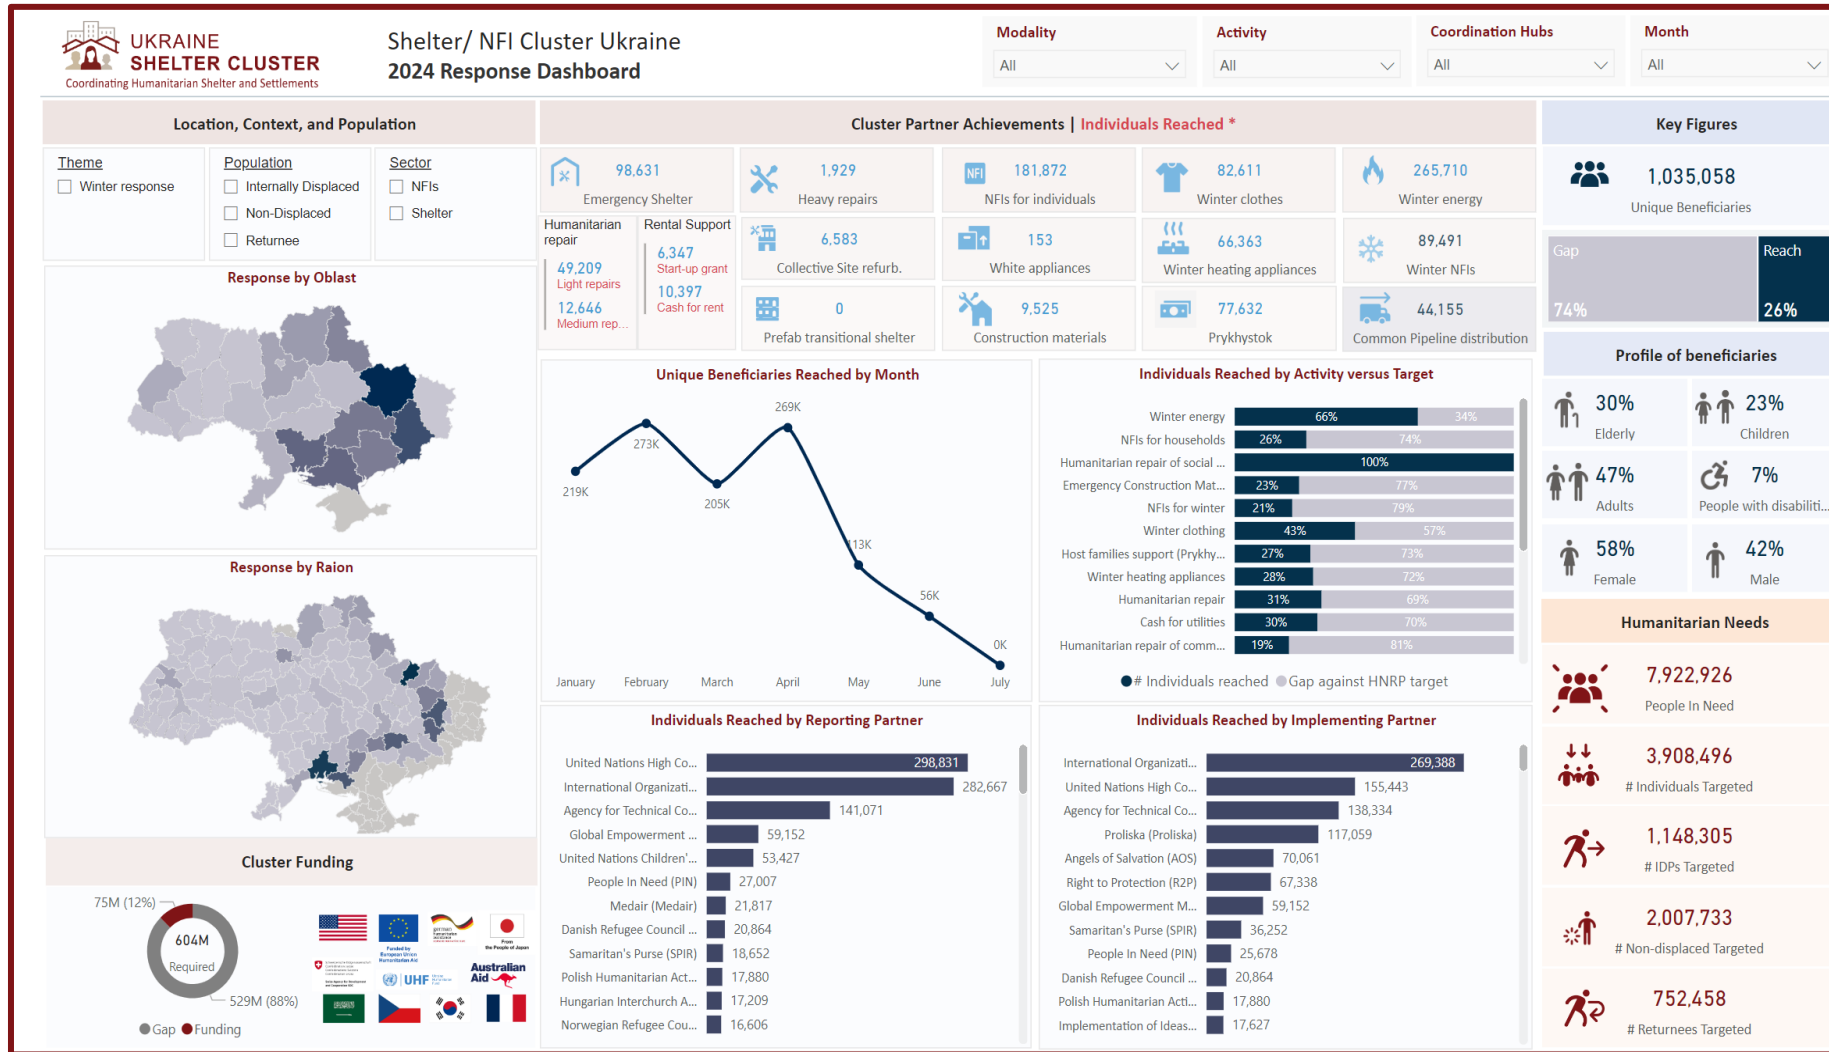 UKRAINE
SHELTER CLUSTER
Coordinating Humanitarian Shelter and Settlements
Shelter/ NFI Cluster Ukraine
2024 Response Dashboard
Modality
All
Activity
All
Coordination Hubs
All
Month
All
Location, Context, and Population
Theme
Winter response
Population
Internally Displaced
Non-Displaced
Returnee
Sector
NFIs
Shelter
Response by Oblast
Response by Raion
Cluster Funding
75M (12%)
604M
Required
529M (88%)
Gap
Funding
Funded by
European Union
Humanitarian Aid
german
From
the People of Japan
UHF
Australian
Aid
Cluster Partner Achievements | Individuals Reached *
98,631
Emergency Shelter
1,929
Heavy repairs
NFI
181,872
NFIs for individuals
82,611
Winter clothes
265,710
Winter energy
Humanitarian
repair
49,209
Light repairs
12,646
Medium rep...
Rental Support
6,347
Start-up grant
10,397
Cash for rent
6,583
Collective Site refurb.
153
White appliances
66,363
Winter heating appliances
89,491
Winter NFIs
0
Prefab transitional shelter
9,525
Construction materials
77,632
Prykhystok
44,155
Common Pipeline distribution
Unique Beneficiaries Reached by Month
219K
273K
205K
269K
113K
56K
0K
January
February
March
April
May
June
July
Individuals Reached by Activity versus Target
Winter energy 66% 34%
NFIs for households 26% 74%
Humanitarian repair of social ... 100%
Emergency Construction Mat... 23% 77%
NFIs for winter 21% 79%
Winter clothing 43% 57%
Host families support (Prykhy... 27% 73%
Winter heating appliances 28% 72%
Humanitarian repair 31% 69%
Cash for utilities 30% 70%
Humanitarian repair of comm... 19% 81%
# Individuals reached
Gap against HNRP target
Individuals Reached by Reporting Partner
United Nations High Co... 298,831
International Organizati... 282,667
Agency for Technical Co... 141,071
Global Empowerment ... 59,152
United Nations Children'... 53,427
People In Need (PIN) 27,007
Medair (Medair) 21,817
Danish Refugee Council ... 20,864
Samaritan's Purse (SPIR) 18,652
Polish Humanitarian Act... 17,880
Hungarian Interchurch A... 17,209
Norwegian Refugee Cou... 16,606
Individuals Reached by Implementing Partner
International Organizati... 269,388
United Nations High Co... 155,443
Agency for Technical Co... 138,334
Proliska (Proliska) 117,059
Angels of Salvation (AOS) 70,061
Right to Protection (R2P) 67,338
Global Empowerment M... 59,152
Samaritan's Purse (SPIR) 36,252
People In Need (PIN) 25,678
Danish Refugee Council ... 20,864
Polish Humanitarian Acti... 17,880
Implementation of Ideas... 17,627
Key Figures
1,035,058
Unique Beneficiaries
Gap
74%
Reach
26%
Profile of beneficiaries
30%
Elderly
23%
Children
47%
Adults
7%
People with disabiliti...
58%
Female
42%
Male
Humanitarian Needs
7,922,926
People In Need
3,908,496
# Individuals Targeted
1,148,305
# IDPs Targeted
2,007,733
# Non-displaced Targeted
752,458
# Returnees Targeted